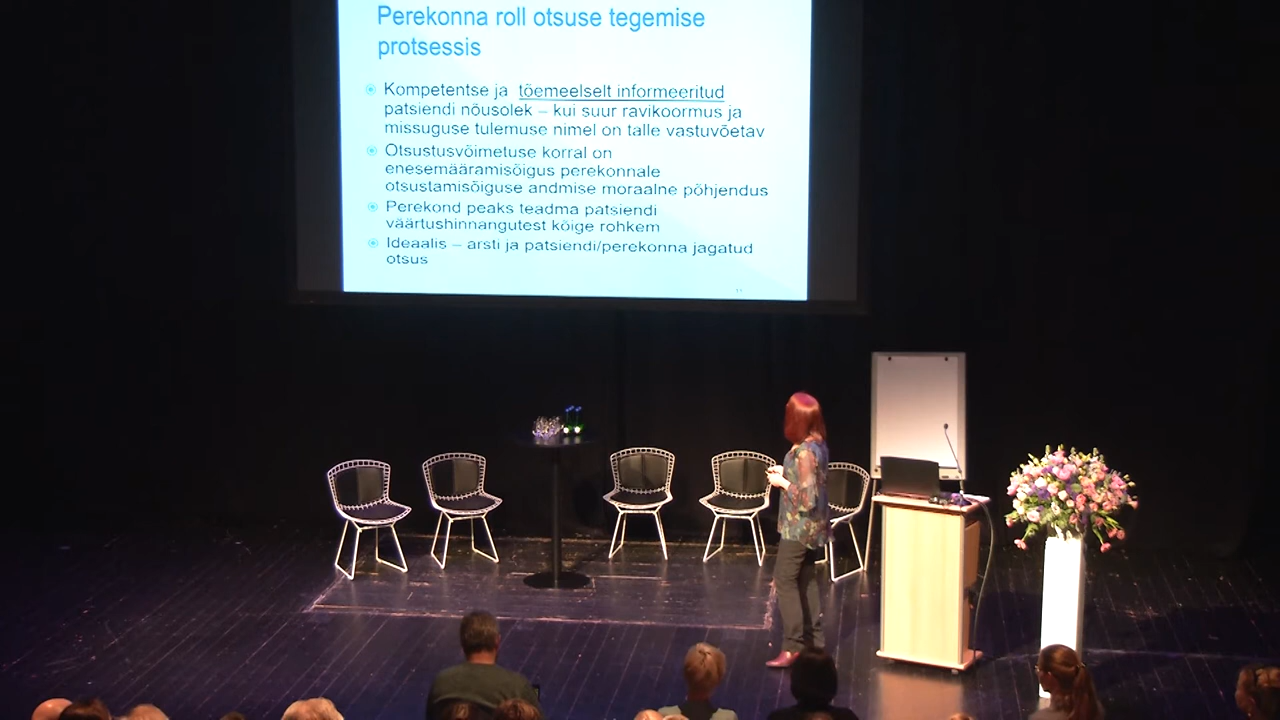 Perekonna roll otsuse tegemise
protsessis
Kompetentse ja tõemeelselt informeeritud
patsiendi nõusolek – kui suur ravikoormus ja
missuguse tulemuse nimel on talle vastuvõetav
Otsustusvõimetuse korral on
enesemääramisõigus perekonnale
otsustamisõiguse andmise moraalne põhjendus
Perekond peaks teadma patsiendi
väärtushinnangutest kõige rohkem
Ideaalis – arsti ja patsiendi/perekonna jagatud
otsus